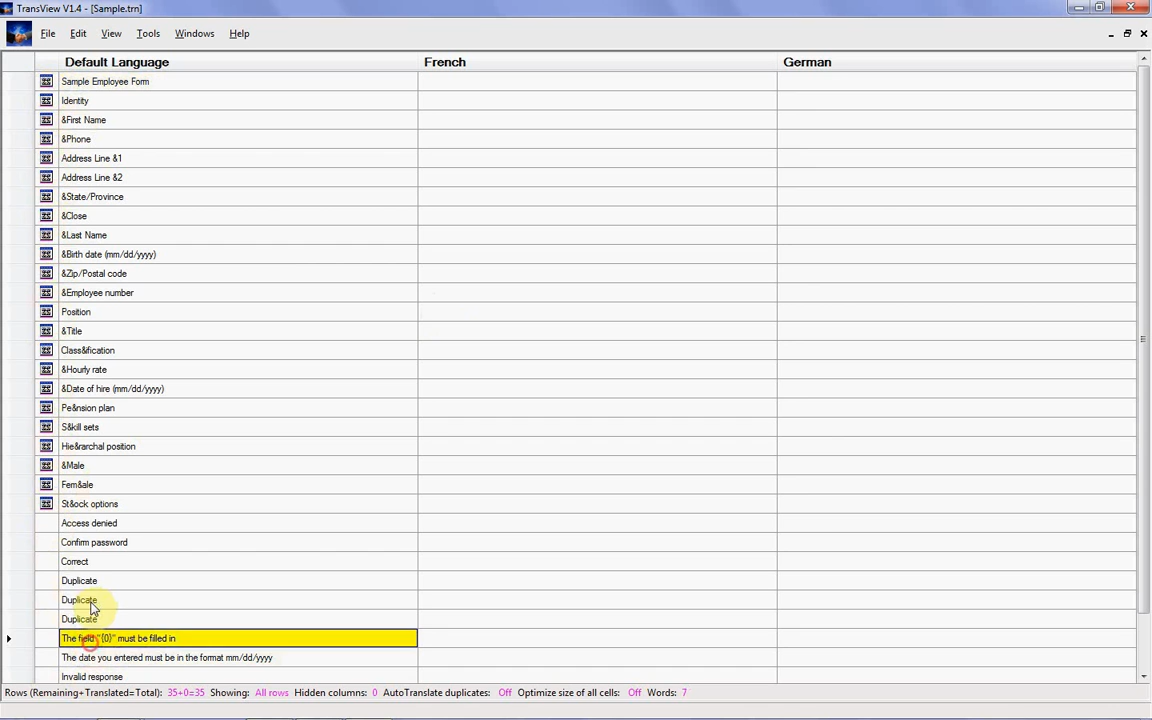 TransView V1.4 - [Sample.trn]
File Edit View Tools Windows Help
Default Language French German
Sample Employee Form
Identity
&First Name
&Phone
Address Line &1
Address Line &2
&State/Province
&Close
&Last Name
&Birth date (mm/dd/yyyy)
&Zip/Postal code
&Employee number
Position
&Title
Class&ification
&Hourly rate
&Date of hire (mm/dd/yyyy)
Pe&nsion plan
S&kill sets
Hie&rarchal position
&Male
Fem&ale
St&ock options
Access denied
Confirm password
Correct
Duplicate
Duplicate
Duplicate
The field "{0}" must be filled in
The date you entered must be in the format mm/dd/yyyy
Invalid response
Rows (Remaining+Translated=Total): 35+0=35 Showing: All rows Hidden columns: 0 AutoTranslate duplicates: Off Optimize size of all cells: Off Words: 7